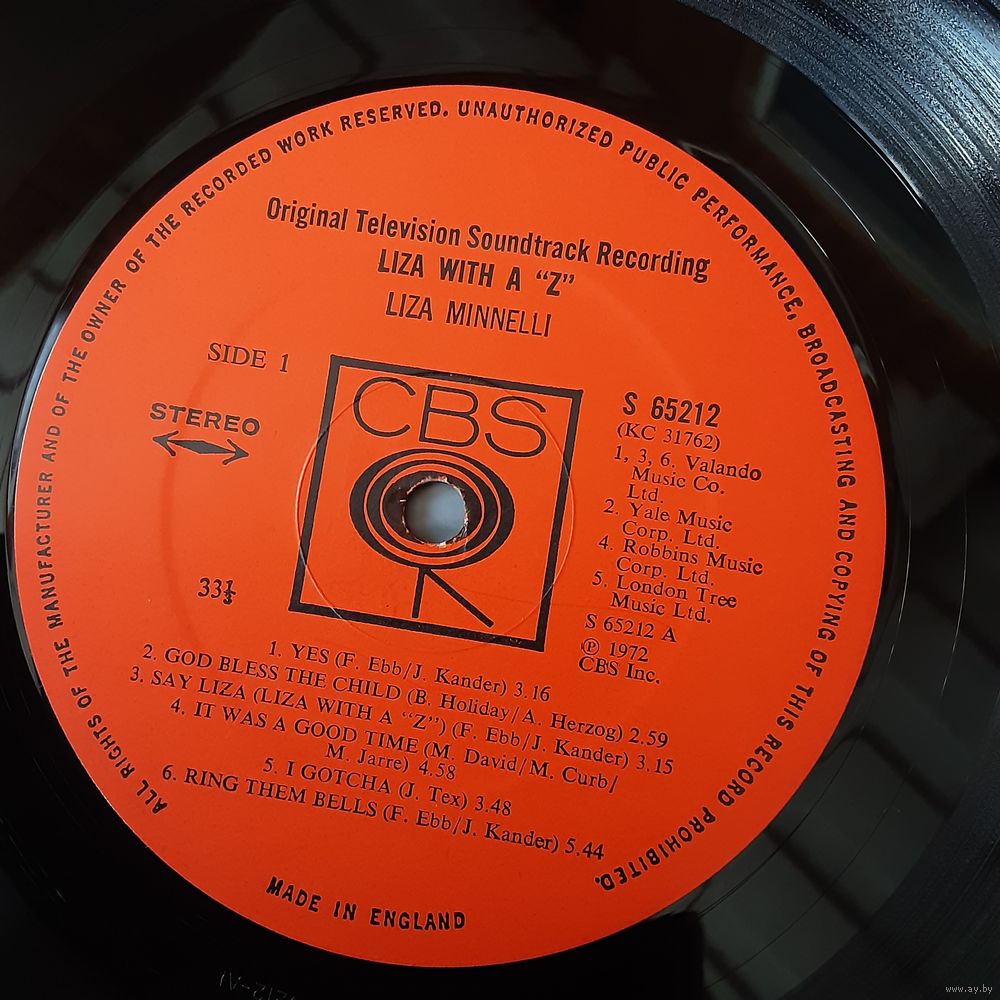 ALL RIGHTS OF THE MANUFACTURER AND OF THE OWNER OF THE RECORDED WORK RESERVED. UNAUTHORIZED PUBLIC PERFORMANCE, BROADCASTING AND COPYING OF THIS RECORD PROHIBITED.
Original Television Soundtrack Recording
LIZA WITH A “Z”
LIZA MINNELLI
SIDE 1
STEREO
33⅓
CBS
S 65212
(KC 31762)
1, 3, 6. Valando
Music Co.
Ltd.
2. Yale Music
Corp. Ltd.
4. Robbins Music
Corp. Ltd.
5. London Tree
Music Ltd.
S 65212 A
℗ 1972
CBS Inc.
1. YES (F. Ebb/J. Kander) 3.16
2. GOD BLESS THE CHILD (B. Holiday/A. Herzog) 2.59
3. SAY LIZA (LIZA WITH A “Z”) (F. Ebb/J. Kander) 3.15
4. IT WAS A GOOD TIME (M. David/M. Curb/
M. Jarre) 4.58
5. I GOTCHA (J. Tex) 3.48
6. RING THEM BELLS (F. Ebb/J. Kander) 5.44
MADE IN ENGLAND
www.ay.by